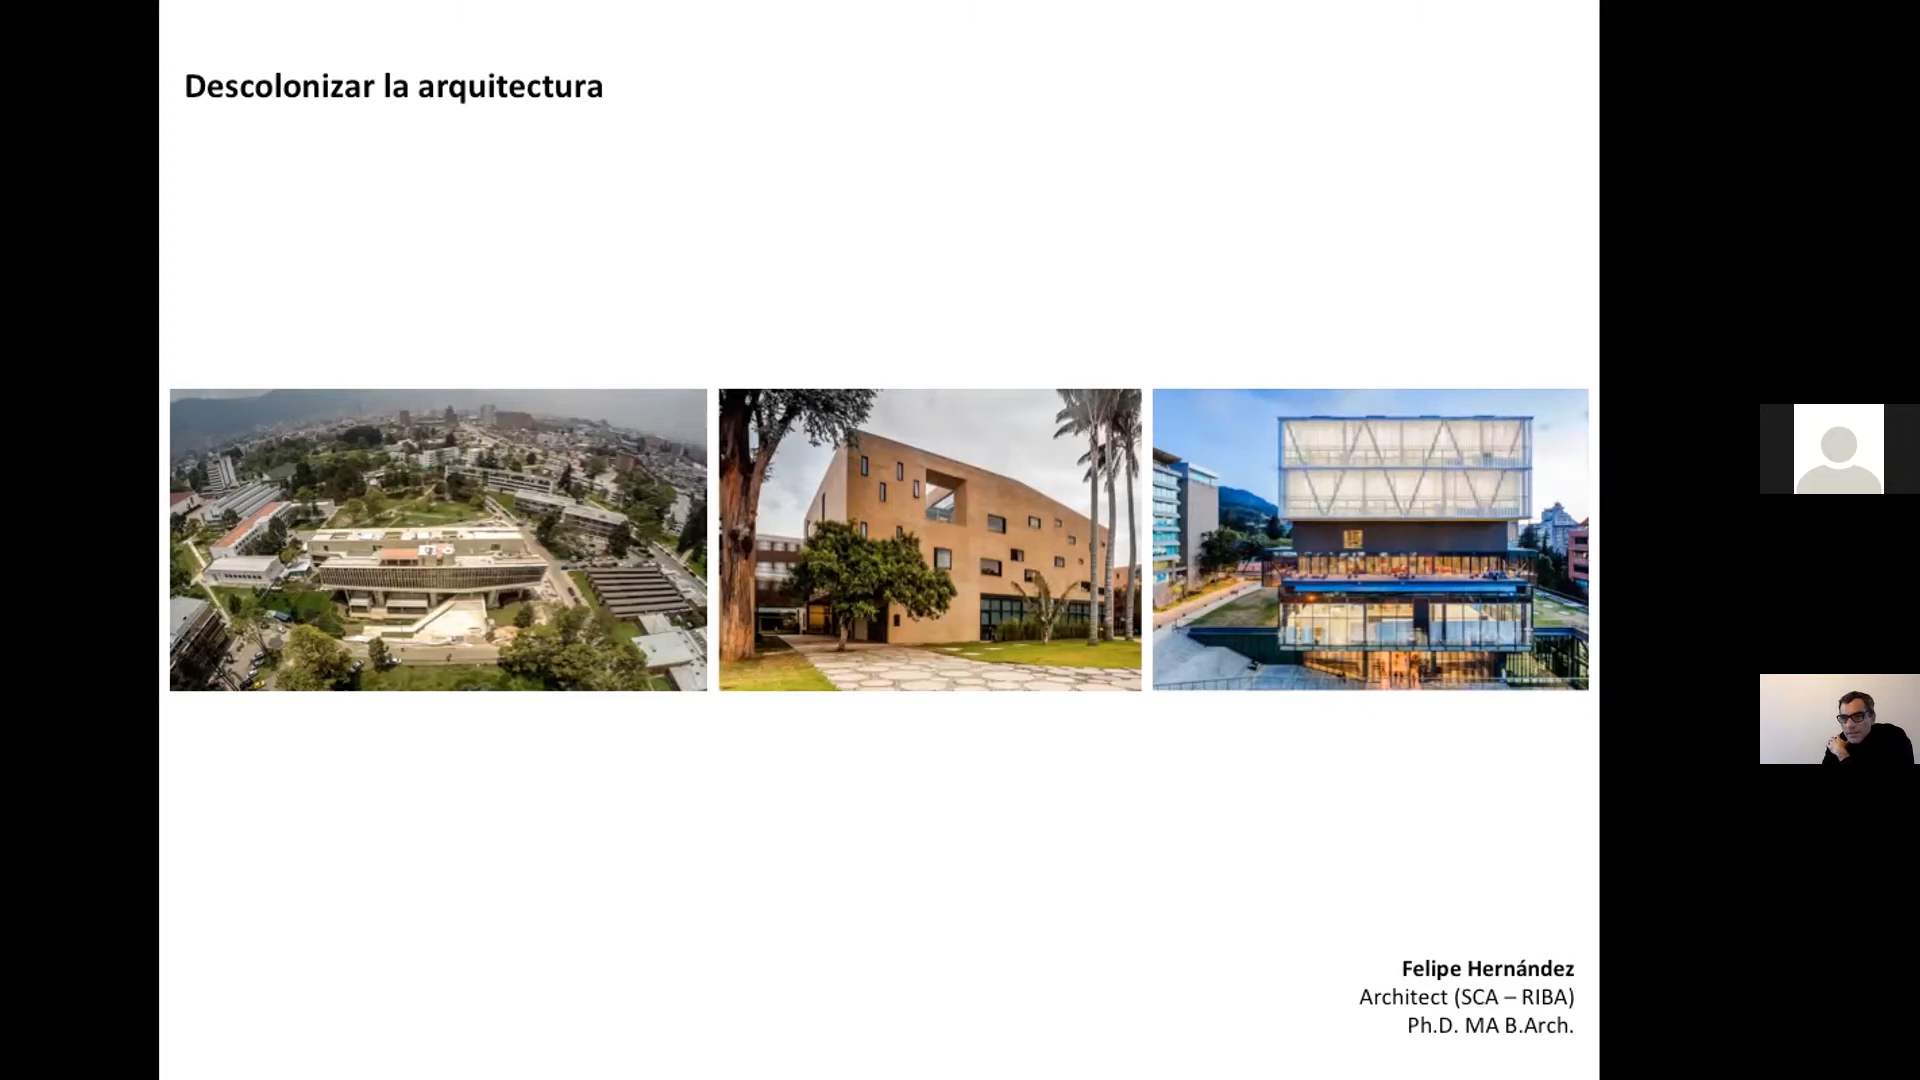 Descolonizar la arquitectura
Felipe Hernández
Architect (SCA – RIBA)
Ph.D. MA B.Arch.